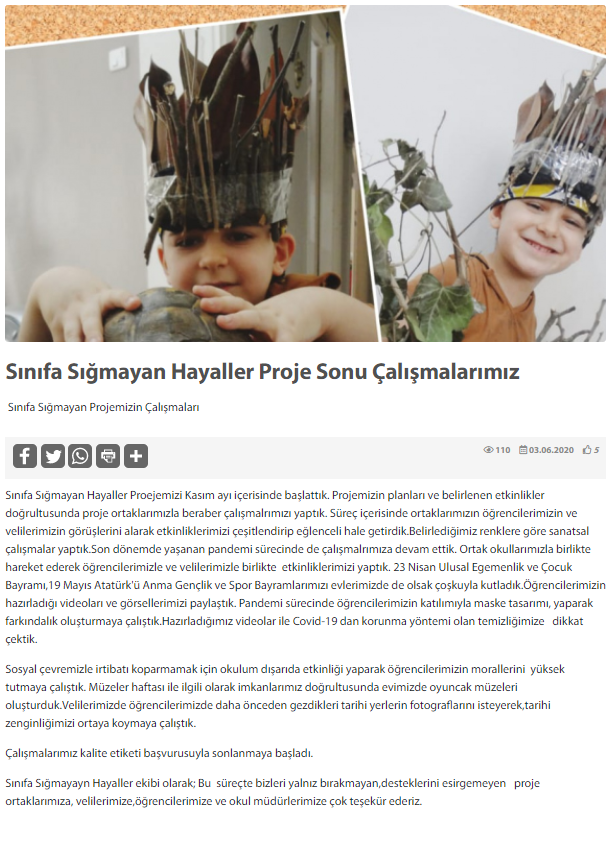 Sınıfa Sığmayan Hayaller Proje Sonu Çalışmalarımız
Sınıfa Sığmayan Projemizin Çalışmaları
110 03.06.2020 5
Sınıfa Sığmayan Hayaller Proejemizi Kasım ayı içerisinde başlattık. Projemizin planları ve belirlenen etkinlikler
doğrultusunda proje ortaklarımızla beraber çalışmalrımızı yaptık. Süreç içerisinde ortaklarımızın öğrencilerimizin ve
velilerimizin görüşlerini alarak etkinliklerimizi çeşitlendirip eğlenceli hale getirdik.Belirlediğimiz renklere göre sanatsal
çalışmalar yaptık.Son dönemde yaşanan pandemi sürecinde de çalışmalrımıza devam ettik. Ortak okullarımızla birlikte
hareket ederek öğrencilerimizle ve velilerimizle birlikte etkinliklerimizi yaptık. 23 Nisan Ulusal Egemenlik ve Çocuk
Bayramı,19 Mayıs Atatürk'ü Anma Gençlik ve Spor Bayramlarımızı evlerimizde de olsak çoşkuyla kutladık.Öğrencilerimizin
hazırladığı videoları ve görsellerimizi paylaştık. Pandemi sürecinde öğrencilerimizin katılımıyla maske tasarımı, yaparak
farkındalık oluşturmaya çalıştık.Hazırladığımız videolar ile Covid-19 dan korunma yöntemi olan temizliğimize dikkat
çektik.
Sosyal çevremizle irtibatı koparmamak için okulum dışarıda etkinliği yaparak öğrencilerimizin morallerini yüksek
tutmaya çalıştık. Müzeler haftası ile ilgili olarak imkanlarımız doğrultusunda evimizde oyuncak müzeleri
oluşturduk.Velilerimizde öğrencilerimizde daha önceden gezdikleri tarihi yerlerin fotograflarını isteyerek,tarihi
zenginliğimizi ortaya koymaya çalıştık.
Çalışmalarımız kalite etiketi başvurusuyla sonlanmaya başladı.
Sınıfa Sığmayayn Hayaller ekibi olarak; Bu süreçte bizleri yalnız bırakmayan,desteklerini esirgemeyen proje
ortaklarımıza, velilerimize,öğrencilerimize ve okul müdürlerimize çok teşekür ederiz.